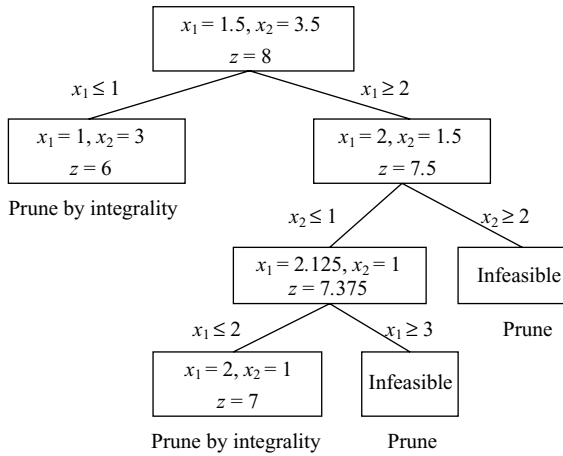 x₁ = 1.5, x₂ = 3.5
z = 8
x₁ ≤ 1
x₁ ≥ 2
x₁ = 1, x₂ = 3
z = 6
Prune by integrality
x₁ = 2, x₂ = 1.5
z = 7.5
x₂ ≤ 1
x₂ ≥ 2
x₁ = 2.125, x₂ = 1
z = 7.375
Infeasible
Prune
x₁ ≤ 2
x₁ ≥ 3
x₁ = 2, x₂ = 1
z = 7
Prune by integrality
Infeasible
Prune